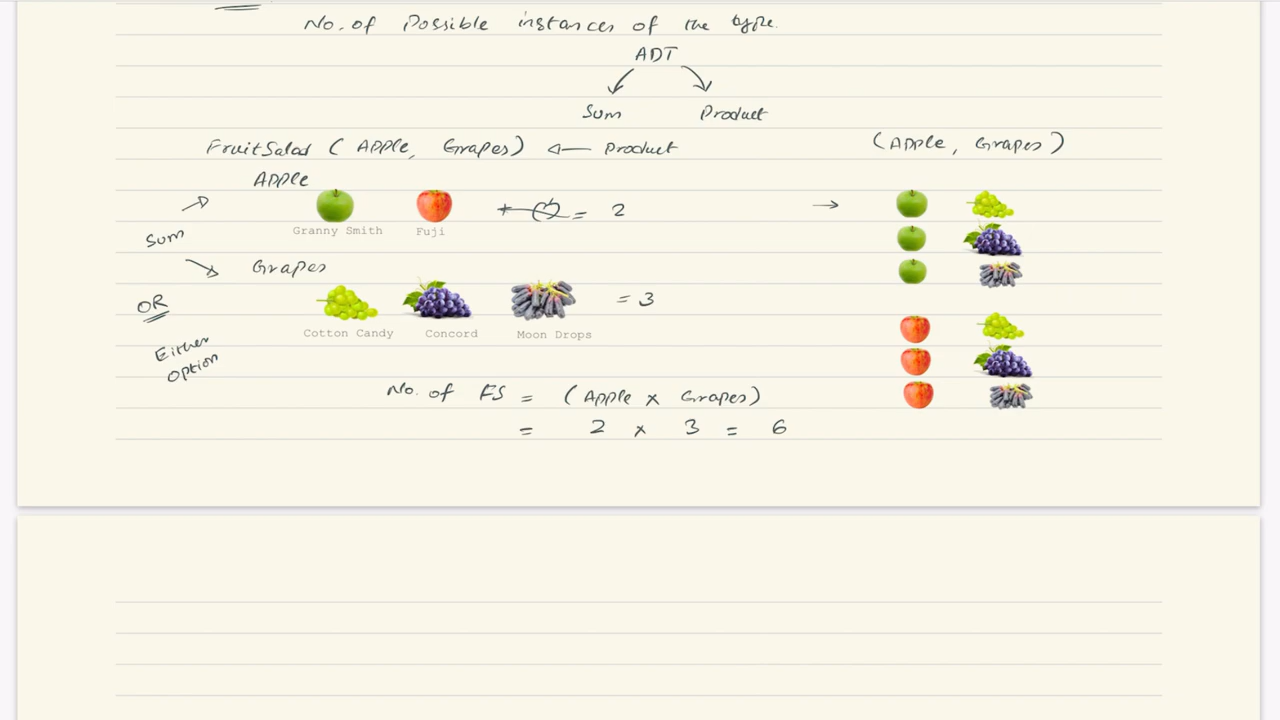 No. of Possible instances of the type.
ADT
Sum Product
FruitSalad (Apple, Grapes) ← Product
(Apple, Grapes)
Apple
= 2
→
Granny Smith Fuji
Sum
Grapes
OR
= 3
Cotton Candy Concord Moon Drops
Either
Option
No. of FS = (Apple x Grapes)
= 2 x 3 = 6